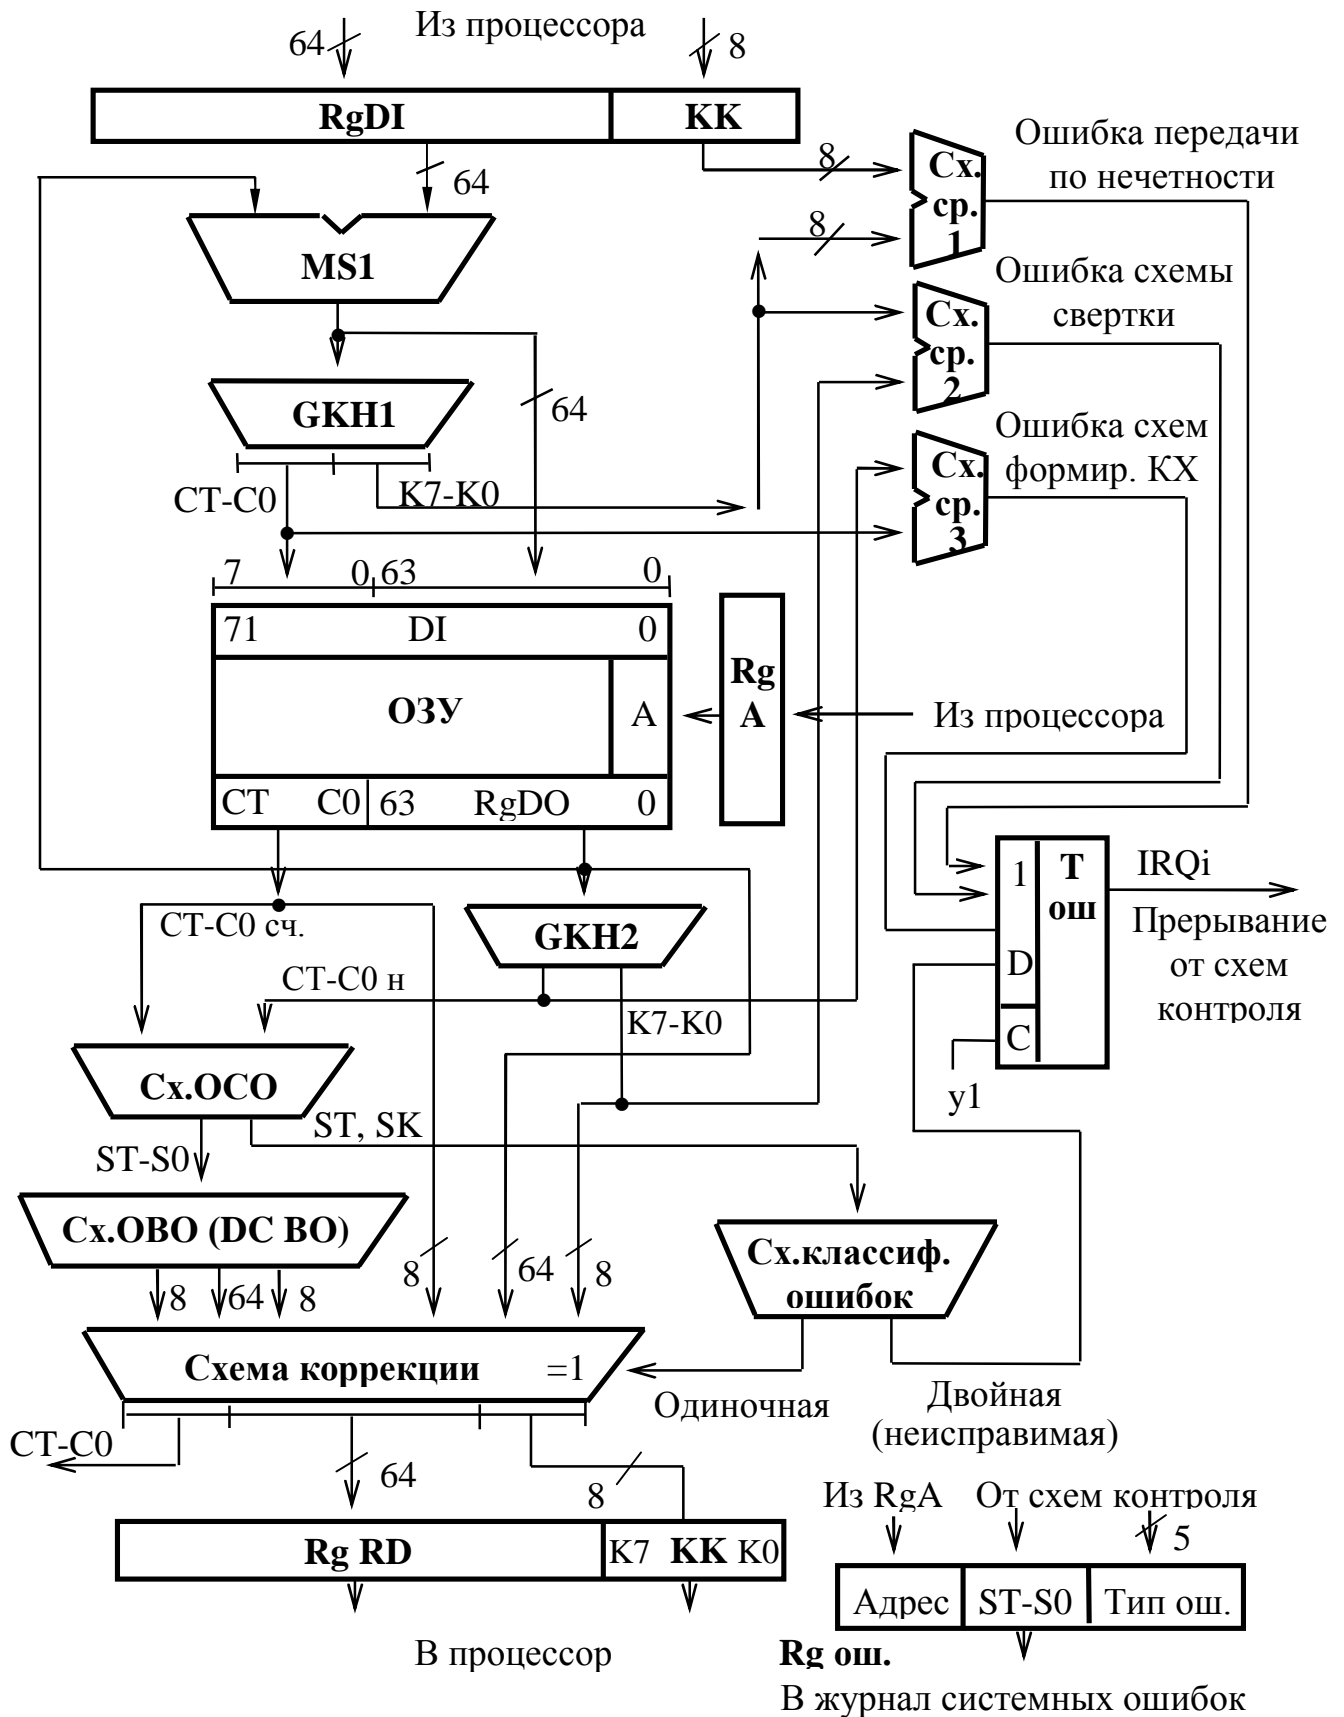 Из процессора
64
8
RgDI
KK
64
8
Сх.
ср.
1
Ошибка передачи
по нечетности
8
MS1
Ошибка схемы
свертки
Сх.
ср.
2
GKH1
64
Ошибка схем
формир. КХ
Сх.
ср.
3
CT-C0
K7-K0
7
0
63
0
71
DI
0
Rg
A
ОЗУ
A
Из процессора
CT
C0
63
RgDO
0
1
T
ош
D
C
IRQi
Прерывание
от схем
контроля
CT-C0 сч.
GKH2
CT-C0 н
K7-K0
y1
Сх.ОСО
ST, SK
ST-S0
Сх.ОВО (DC ВО)
8
64
8
8
64
8
Сх.классиф.
ошибок
Схема коррекции
=1
Одиночная
Двойная
(неисправимая)
CT-C0
64
8
Из RgA
От схем контроля
5
Rg RD
K7
KK
K0
Адрес
ST-S0
Тип ош.
В процессор
Rg ош.
В журнал системных ошибок